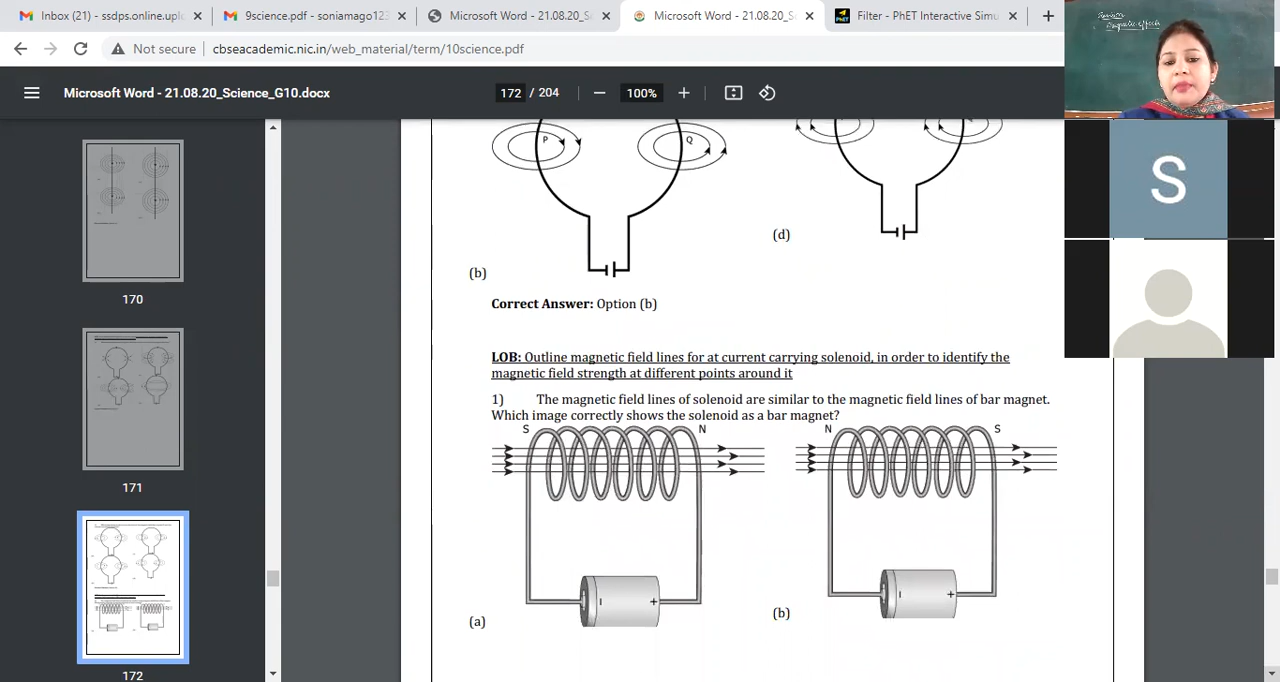 Inbox (21) - ssdps.online.uplo
9science.pdf - soniamago123
Microsoft Word - 21.08.20_S
Microsoft Word - 21.08.20_S
Filter - PhET Interactive Simu
Not secure | cbseacademic.nic.in/web_material/term/10science.pdf
Microsoft Word - 21.08.20_Science_G10.docx
172 / 204
100%
Magnetic Effects
S
170
171
172
P
Q
(d)
(b)
Correct Answer: Option (b)
LOB: Outline magnetic field lines for at current carrying solenoid, in order to identify the
magnetic field strength at different points around it
1) The magnetic field lines of solenoid are similar to the magnetic field lines of bar magnet.
Which image correctly shows the solenoid as a bar magnet?
S N
N S
+
+
(a)
(b)